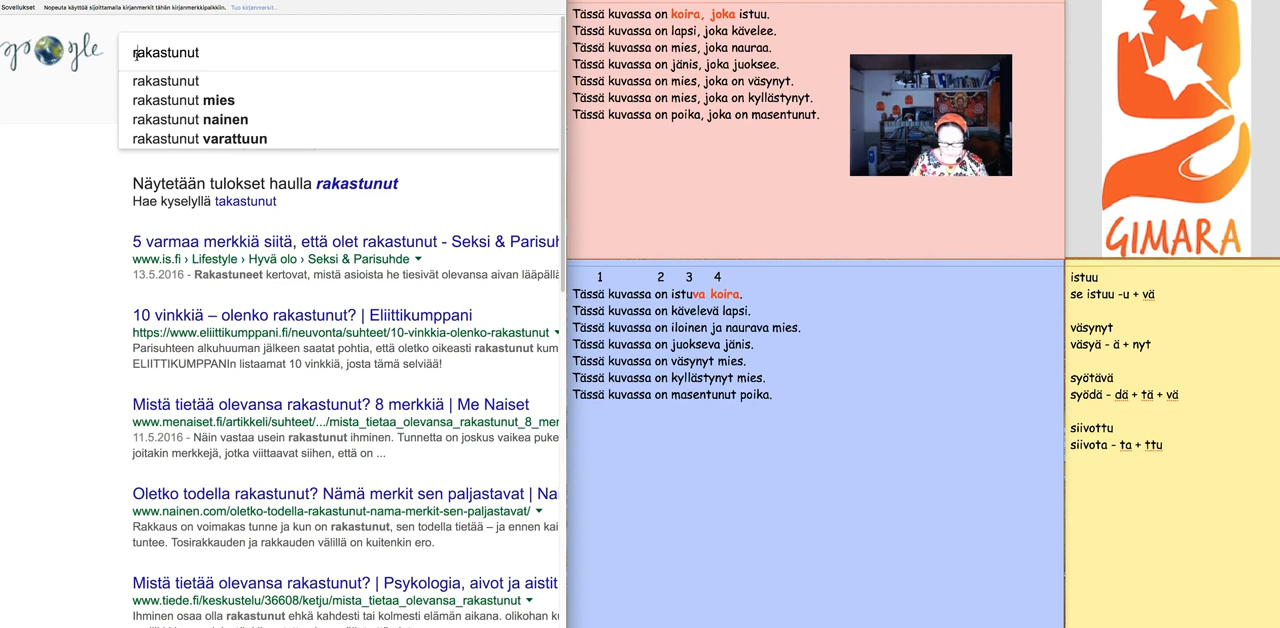 Sovellukset Nopeuta käyttöä sijoittamalla kirjanmerkit tähän kirjanmerkkipalkkiin. Tuo kirjanmerkit...
google
rakastunut
rakastunut
rakastunut mies
rakastunut nainen
rakastunut varattuun
Näytetään tulokset haulla rakastunut
Hae kyselyllä takastunut
5 varmaa merkkiä siitä, että olet rakastunut - Seksi & Parisuh
www.is.fi › Lifestyle › Hyvä olo › Seksi & Parisuhde
13.5.2016 - Rakastuneet kertovat, mistä asioista he tiesivät olevansa aivan lääpällä
10 vinkkiä – olenko rakastunut? | Eliittikumppani
https://www.eliittikumppani.fi/neuvonta/suhteet/10-vinkkia-olenko-rakastunut
Parisuhteen alkuhuuman jälkeen saatat pohtia, että oletko oikeasti rakastunut kum
ELIITTIKUMPPANIn listaamat 10 vinkkiä, josta tämä selviää!
Mistä tietää olevansa rakastunut? 8 merkkiä | Me Naiset
www.menaiset.fi/artikkeli/suhteet/.../mista_tietaa_olevansa_rakastunut_8_mer
11.5.2016 - Näin vastaa usein rakastunut ihminen. Tunnetta on joskus vaikea puke
joitakin merkkejä, jotka viittaavat siihen, että on ...
Oletko todella rakastunut? Nämä merkit sen paljastavat | Na
www.nainen.com/oletko-todella-rakastunut-nama-merkit-sen-paljastavat/
Rakkaus on voimakas tunne ja kun on rakastunut, sen todella tietää – ja ennen kai
tuntee. Tosirakkauden ja rakkauden välillä on kuitenkin ero.
Mistä tietää olevansa rakastunut? | Psykologia, aivot ja aistit
www.tiede.fi/keskustelu/36608/ketju/mista_tietaa_olevansa_rakastunut
Ihminen osaa olla rakastunut ehkä kahdesti tai kolmesti elämän aikana. olikohan ku
Tässä kuvassa on koira, joka istuu.
Tässä kuvassa on lapsi, joka kävelee.
Tässä kuvassa on mies, joka nauraa.
Tässä kuvassa on jänis, joka juoksee.
Tässä kuvassa on mies, joka on väsynyt.
Tässä kuvassa on mies, joka on kyllästynyt.
Tässä kuvassa on poika, joka on masentunut.
GIMARA
1 2 3 4
Tässä kuvassa on istuva koira.
Tässä kuvassa on kävelevä lapsi.
Tässä kuvassa on iloinen ja naurava mies.
Tässä kuvassa on juokseva jänis.
Tässä kuvassa on väsynyt mies.
Tässä kuvassa on kyllästynyt mies.
Tässä kuvassa on masentunut poika.
istuu
se istuu -u + vä
väsynyt
väsyä - ä + nyt
syötävä
syödä - dä + tä + vä
siivottu
siivota - ta + ttu